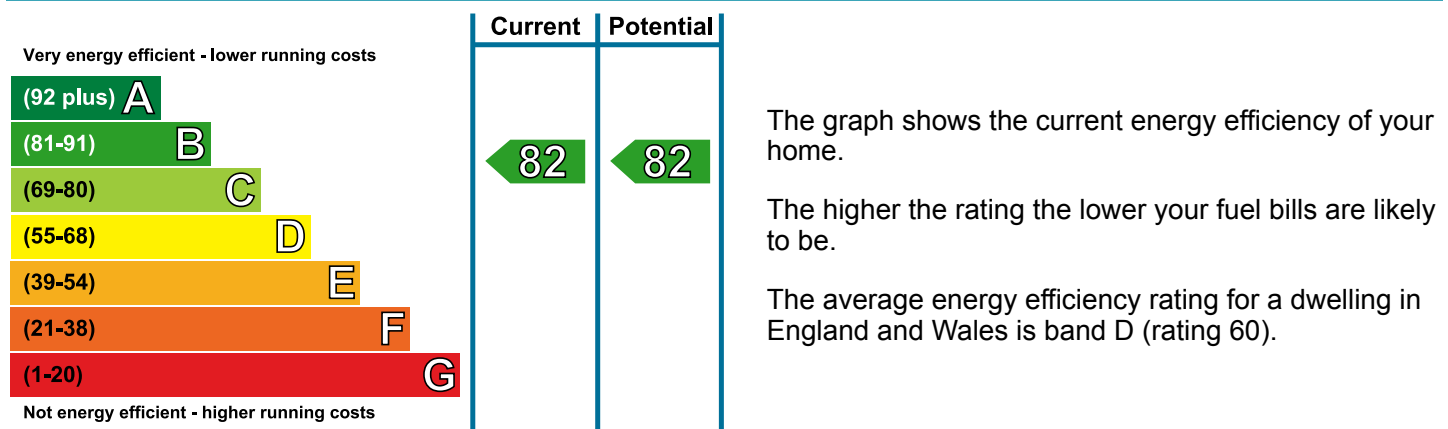 Current Potential
Very energy efficient - lower running costs
(92 plus) A
(81-91) B
82 82
(69-80) C
(55-68) D
(39-54) E
(21-38) F
(1-20) G
Not energy efficient - higher running costs
The graph shows the current energy efficiency of your
home.
The higher the rating the lower your fuel bills are likely
to be.
The average energy efficiency rating for a dwelling in
England and Wales is band D (rating 60).